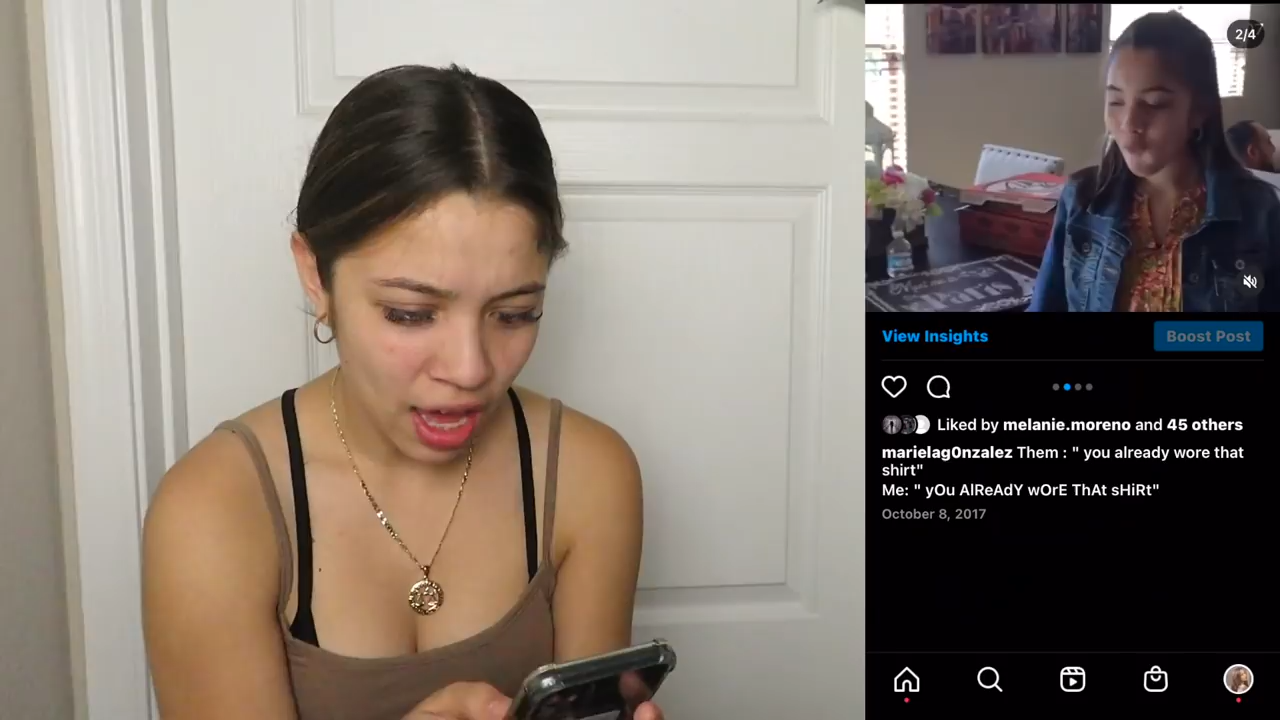 2/4
View Insights
Boost Post
Liked by melanie.moreno and 45 others
marielag0nzalez Them : " you already wore that
shirt"
Me: " yOu AlReAdY wOrE ThAt sHiRt"
October 8, 2017
Paris